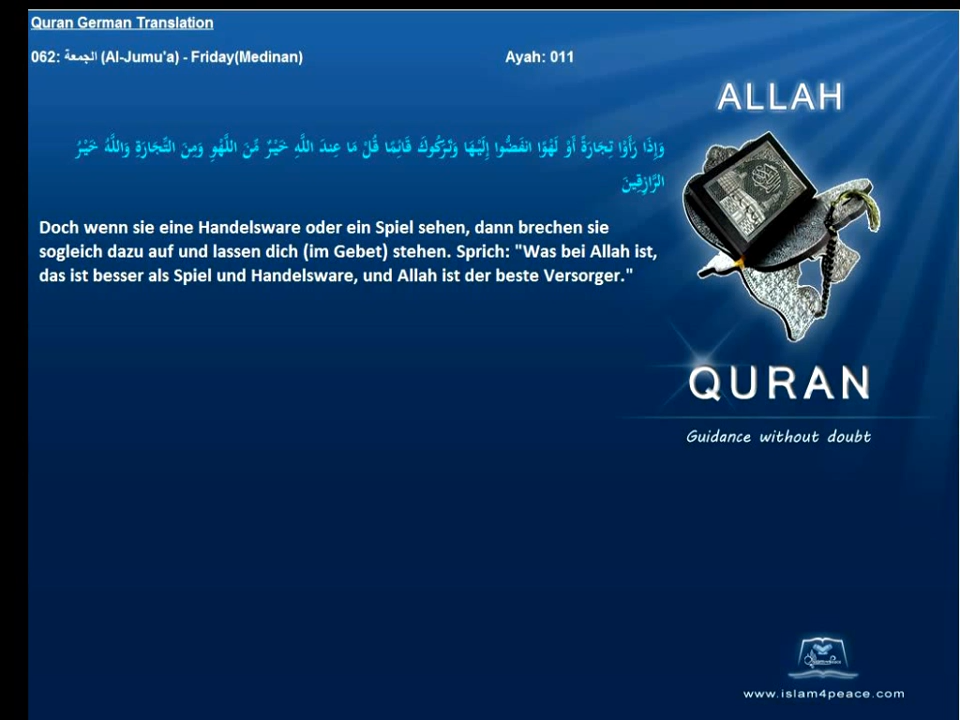 Quran German Translation
062: الجمعة (Al-Jumu'a) - Friday(Medinan)
Ayah: 011
وَإِذَا رَأَوْا تِجَارَةً أَوْ لَهْوًا انفَضُّوا إِلَيْهَا وَتَرَكُوكَ قَائِمًا قُلْ مَا عِندَ اللَّهِ خَيْرٌ مِّنَ اللَّهْوِ وَمِنَ التِّجَارَةِ وَاللَّهُ خَيْرُ
الرَّازِقِينَ
Doch wenn sie eine Handelsware oder ein Spiel sehen, dann brechen sie
sogleich dazu auf und lassen dich (im Gebet) stehen. Sprich: "Was bei Allah ist,
das ist besser als Spiel und Handelsware, und Allah ist der beste Versorger."
ALLAH
QURAN
Guidance without doubt
www.islam4peace.com